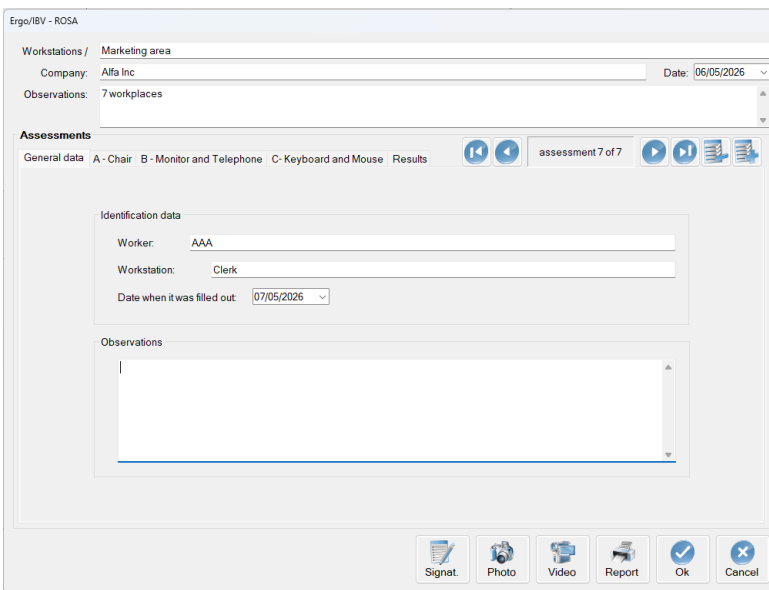 Ergo/IBV - ROSA
Workstations / Marketing area
Company: Alfa Inc Date: 06/05/2026
Observations: 7 workplaces
Assessments
General data A - Chair B - Monitor and Telephone C- Keyboard and Mouse Results assessment 7 of 7
Identification data
Worker: AAA
Workstation: Clerk
Date when it was filled out: 07/05/2026
Observations
Signat. Photo Video Report Ok Cancel